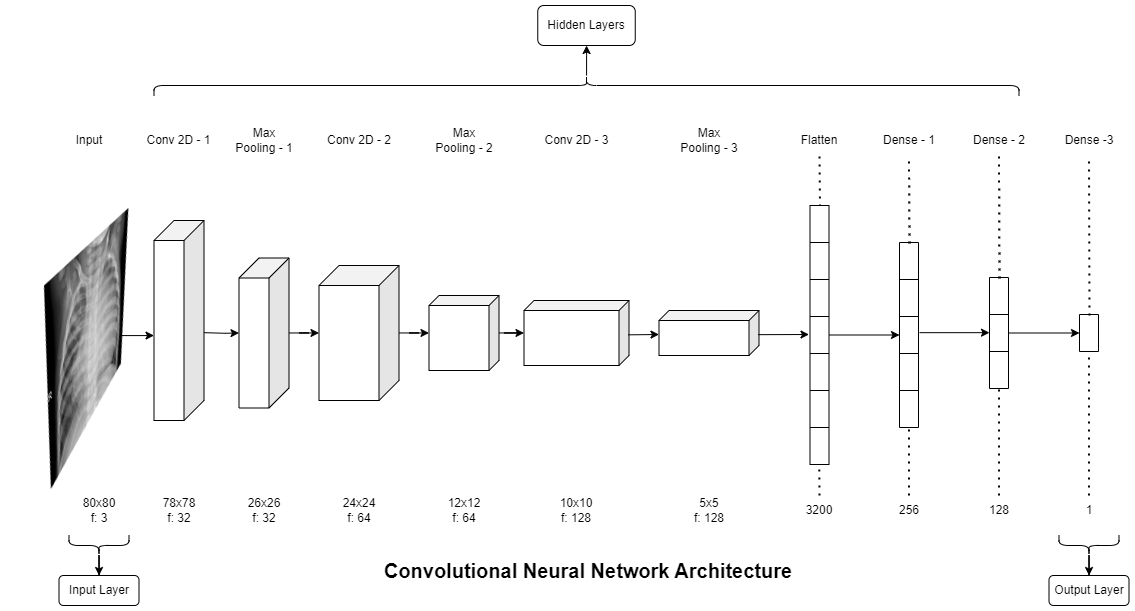 Hidden Layers
Input
Conv 2D - 1
Max
Pooling - 1
Conv 2D - 2
Max
Pooling - 2
Conv 2D - 3
Max
Pooling - 3
Flatten
Dense - 1
Dense - 2
Dense -3
80x80
f: 3
78x78
f: 32
26x26
f: 32
24x24
f: 64
12x12
f: 64
10x10
f: 128
5x5
f: 128
3200
256
128
1
Input Layer
Convolutional Neural Network Architecture
Output Layer